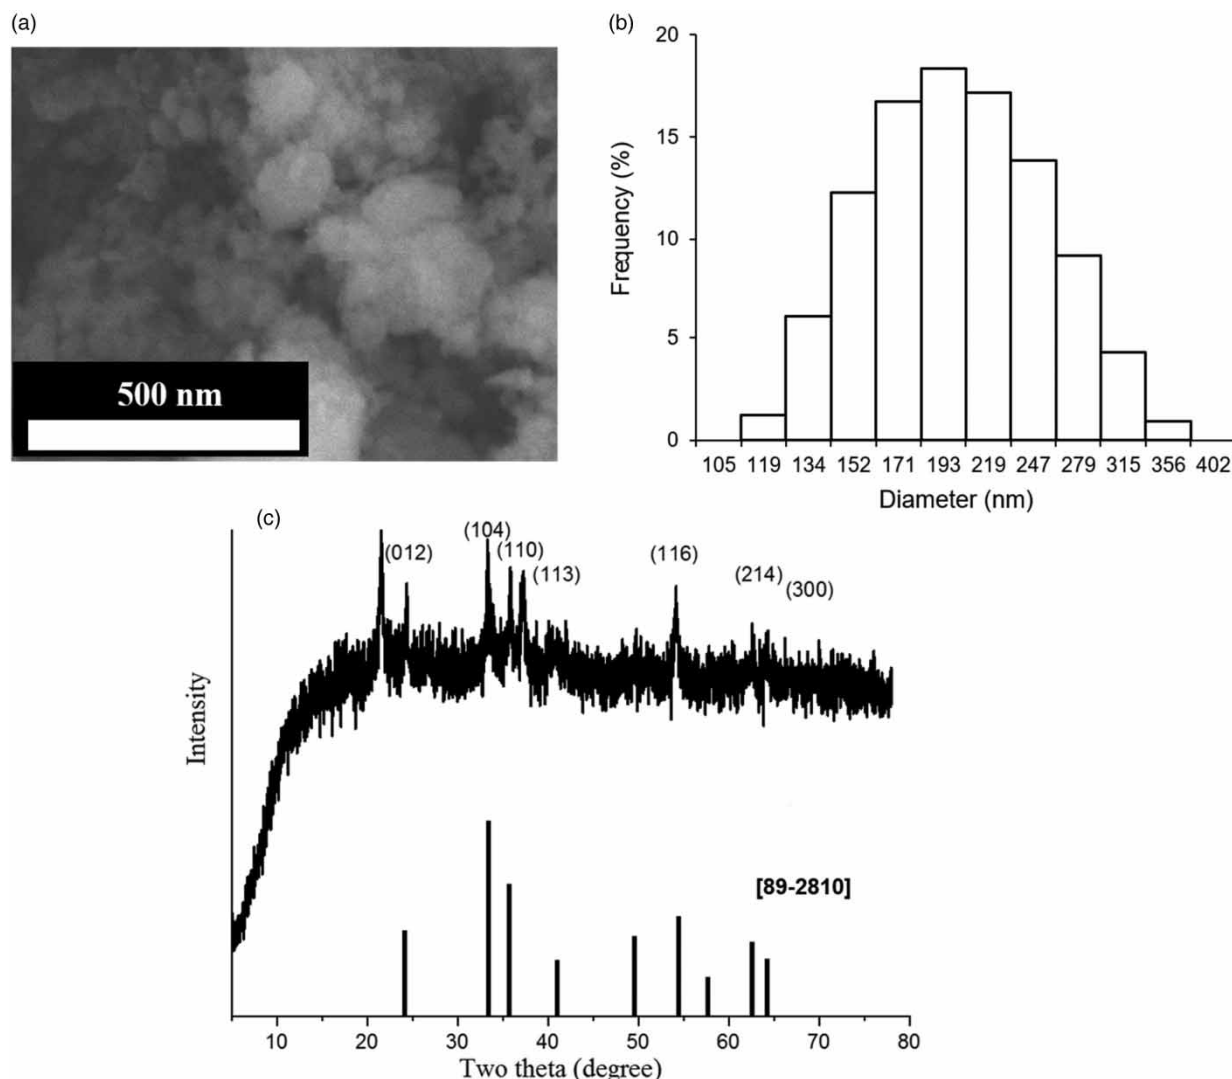 (a)
500 nm
(b)
Frequency (%)
20
15
10
5
0
105 119 134 152 171 193 219 247 279 315 356 402
Diameter (nm)
(c)
(012)
(104)
(110)
(113)
(116)
(214)
(300)
Intensity
[89-2810]
10 20 30 40 50 60 70 80
Two theta (degree)